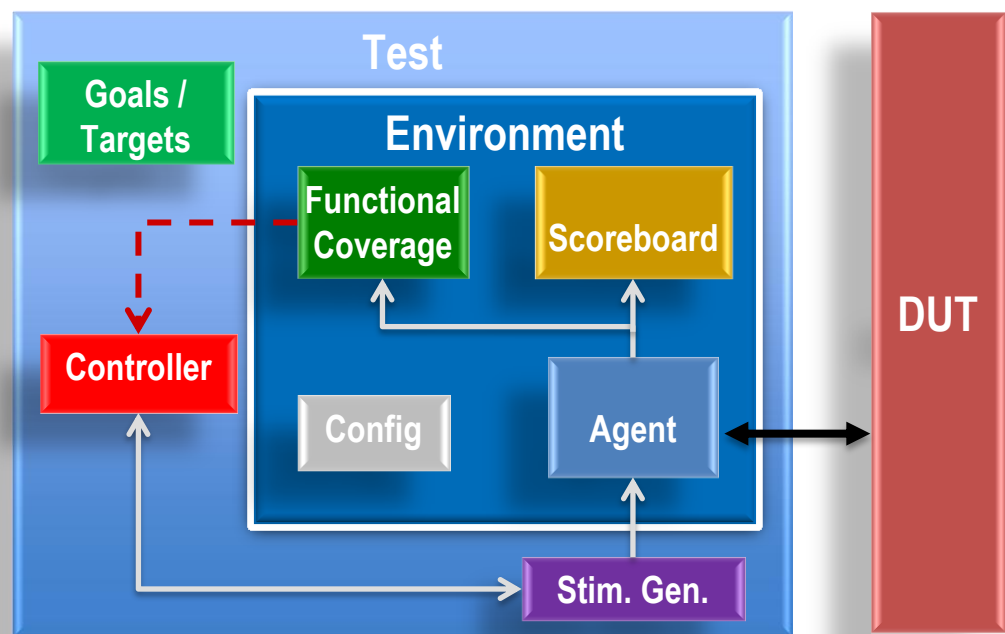 Test
Goals /
Targets
Environment
Functional
Coverage
Scoreboard
DUT
Controller
Config
Agent
Stim. Gen.